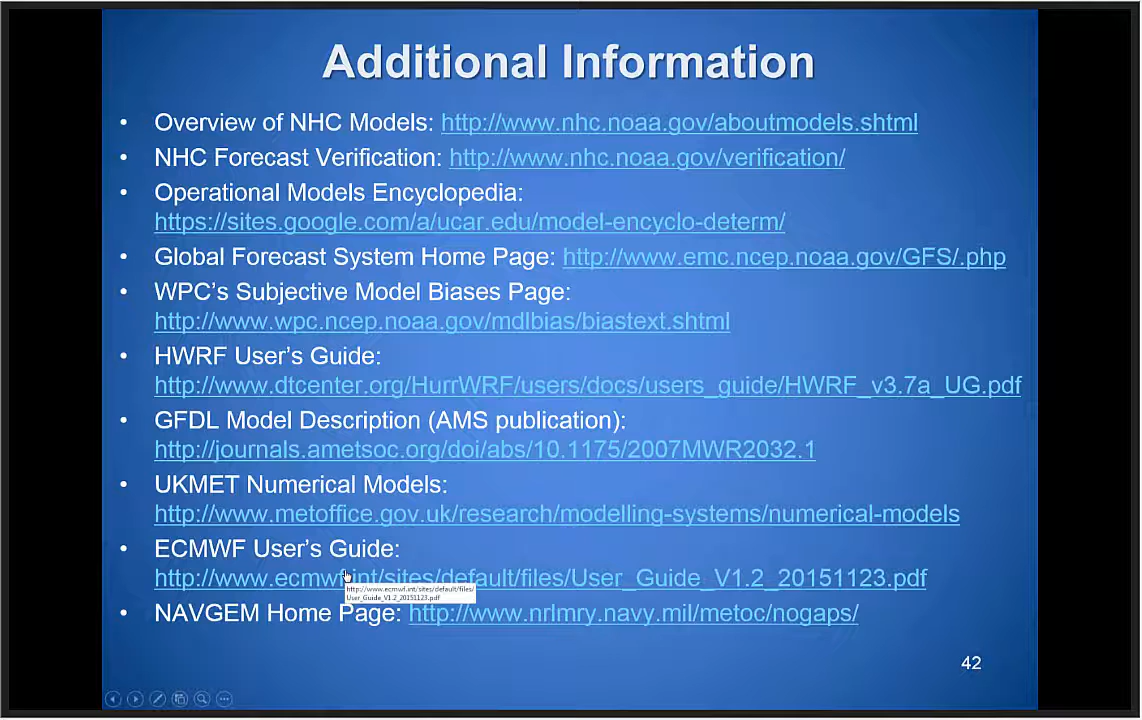 Additional Information
• Overview of NHC Models: http://www.nhc.noaa.gov/aboutmodels.shtml
• NHC Forecast Verification: http://www.nhc.noaa.gov/verification/
• Operational Models Encyclopedia:
https://sites.google.com/a/ucar.edu/model-encyclo-determ/
• Global Forecast System Home Page: http://www.emc.ncep.noaa.gov/GFS/.php
• WPC’s Subjective Model Biases Page:
http://www.wpc.ncep.noaa.gov/mdlbias/biastext.shtml
• HWRF User’s Guide:
http://www.dtcenter.org/HurrWRF/users/docs/users_guide/HWRF_v3.7a_UG.pdf
• GFDL Model Description (AMS publication):
http://journals.ametsoc.org/doi/abs/10.1175/2007MWR2032.1
• UKMET Numerical Models:
http://www.metoffice.gov.uk/research/modelling-systems/numerical-models
• ECMWF User’s Guide:
http://www.ecmwf.int/sites/default/files/User_Guide_V1.2_20151123.pdf
http://www.ecmwf.int/sites/default/files/
User_Guide_V1.2_20151123.pdf
• NAVGEM Home Page: http://www.nrlmry.navy.mil/metoc/nogaps/
42